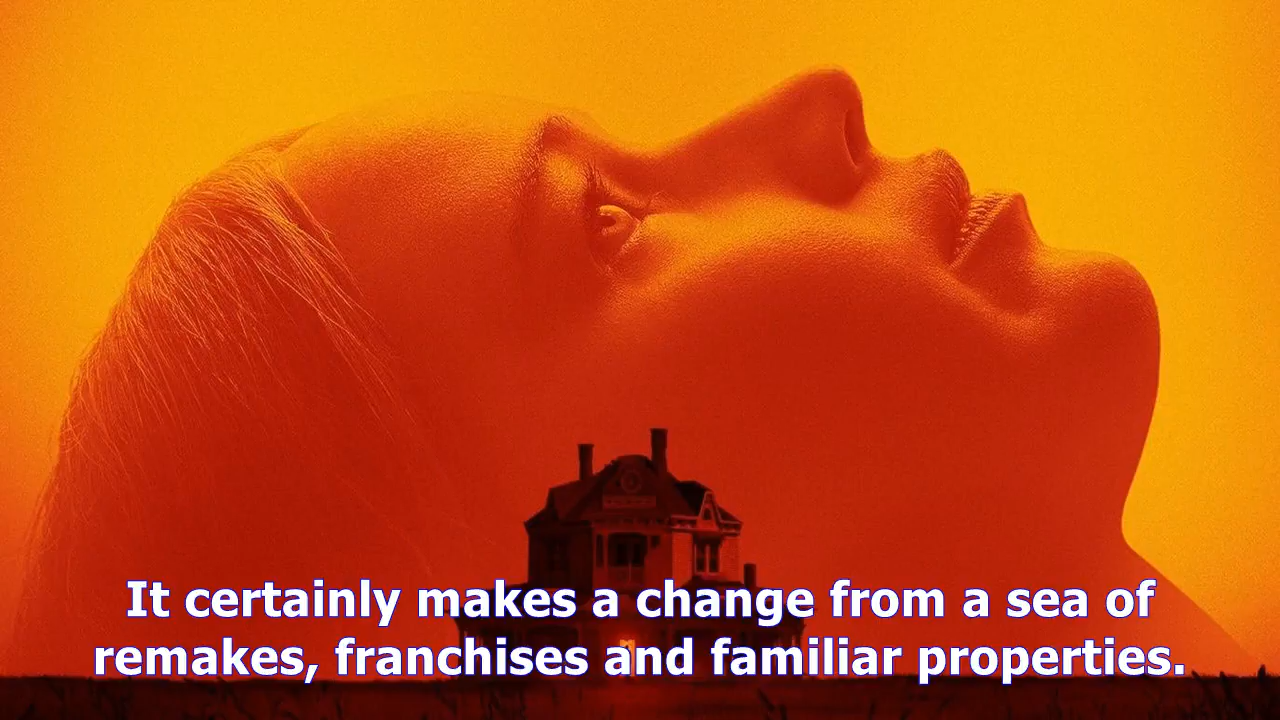 It certainly makes a change from a sea of
remakes, franchises and familiar properties.